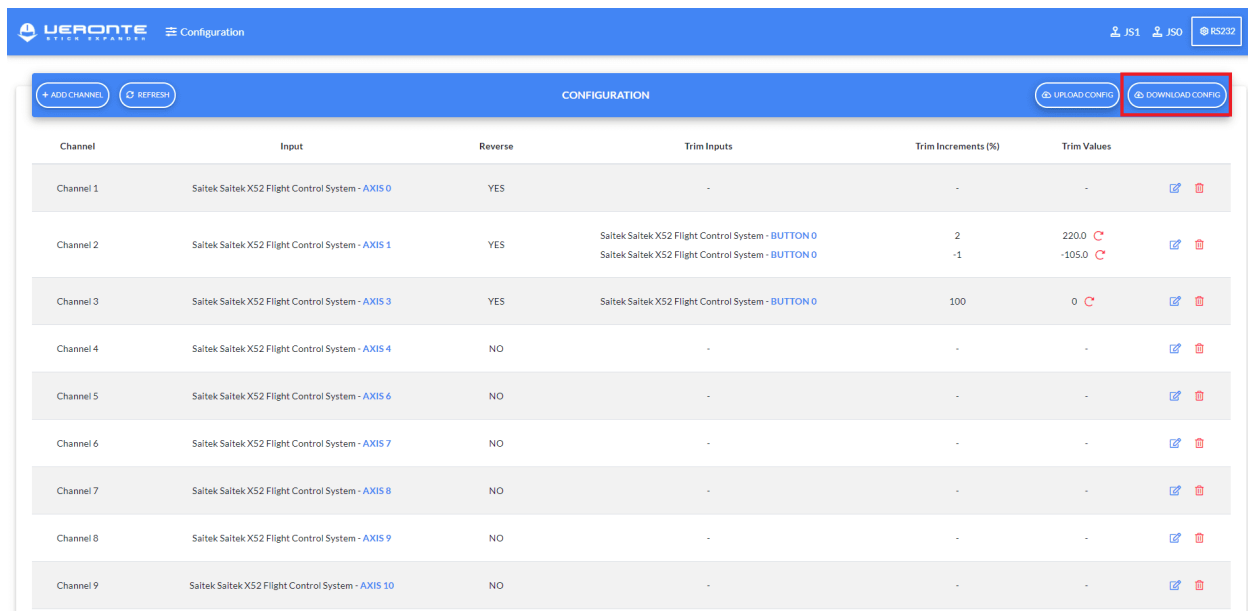 VERONTE Configuration JS1 JS0 RS232
STICK EXPANDER
+ ADD CHANNEL REFRESH CONFIGURATION UPLOAD CONFIG DOWNLOAD CONFIG
Channel Input Reverse Trim Inputs Trim Increments (%) Trim Values
Channel 1 Saitek Saitek X52 Flight Control System - AXIS 0 YES - - -
Saitek Saitek X52 Flight Control System - BUTTON 0 2 220.0
Channel 2 Saitek Saitek X52 Flight Control System - AXIS 1 YES
Saitek Saitek X52 Flight Control System - BUTTON 0 -1 -105.0
Channel 3 Saitek Saitek X52 Flight Control System - AXIS 3 YES Saitek Saitek X52 Flight Control System - BUTTON 0 100 0
Channel 4 Saitek Saitek X52 Flight Control System - AXIS 4 NO - - -
Channel 5 Saitek Saitek X52 Flight Control System - AXIS 6 NO - - -
Channel 6 Saitek Saitek X52 Flight Control System - AXIS 7 NO - - -
Channel 7 Saitek Saitek X52 Flight Control System - AXIS 8 NO - - -
Channel 8 Saitek Saitek X52 Flight Control System - AXIS 9 NO - - -
Channel 9 Saitek Saitek X52 Flight Control System - AXIS 10 NO - - -